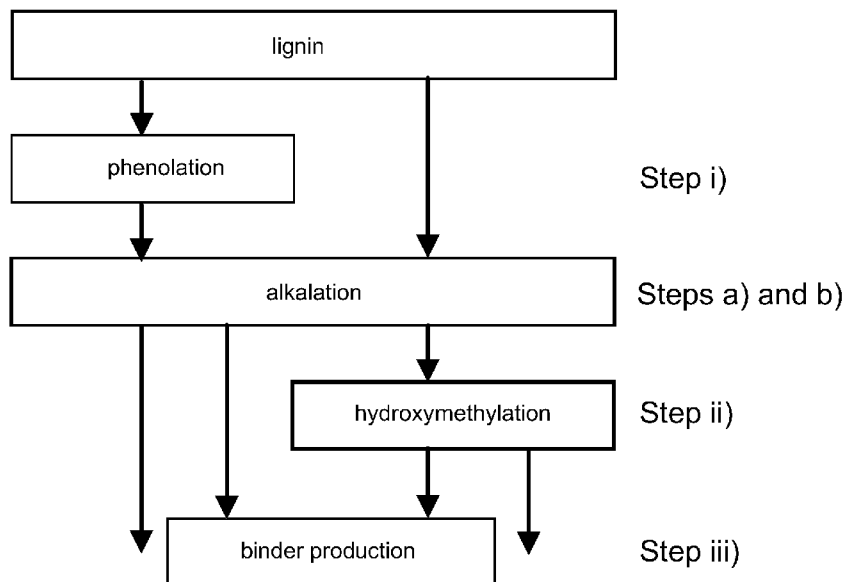 lignin
phenolation
Step i)
alkalation
Steps a) and b)
hydroxymethylation
Step ii)
binder production
Step iii)